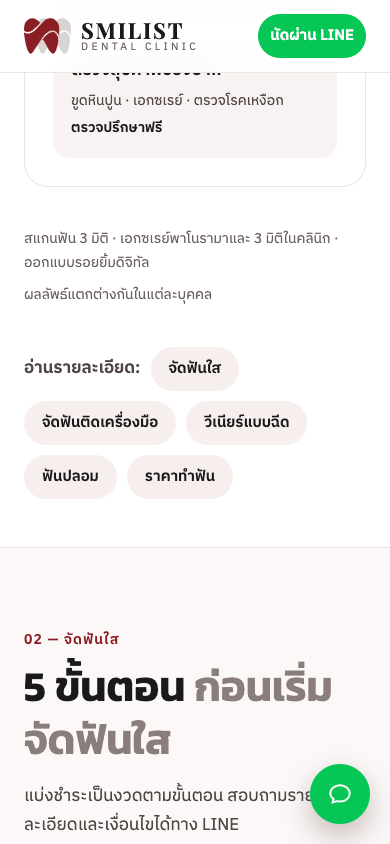 SMILIST
DENTAL CLINIC
นัดผ่าน LINE
ขูดหินปูน · เอกซเรย์ · ตรวจโรคเหงือก
ตรวจปรึกษาฟรี
สแกนฟัน 3 มิติ · เอกซเรย์พาโนรามาและ 3 มิติในคลินิก ·
ออกแบบรอยยิ้มดิจิทัล
ผลลัพธ์แตกต่างกันในแต่ละบุคคล
อ่านรายละเอียด:
จัดฟันใส
จัดฟันติดเครื่องมือ
วีเนียร์แบบฉีด
ฟันปลอม
ราคาทำฟัน
02 — จัดฟันใส
5 ขั้นตอน ก่อนเริ่ม
จัดฟันใส
แบ่งชำระเป็นงวดตามขั้นตอน สอบถามราย
ละเอียดและเงื่อนไขได้ทาง LINE